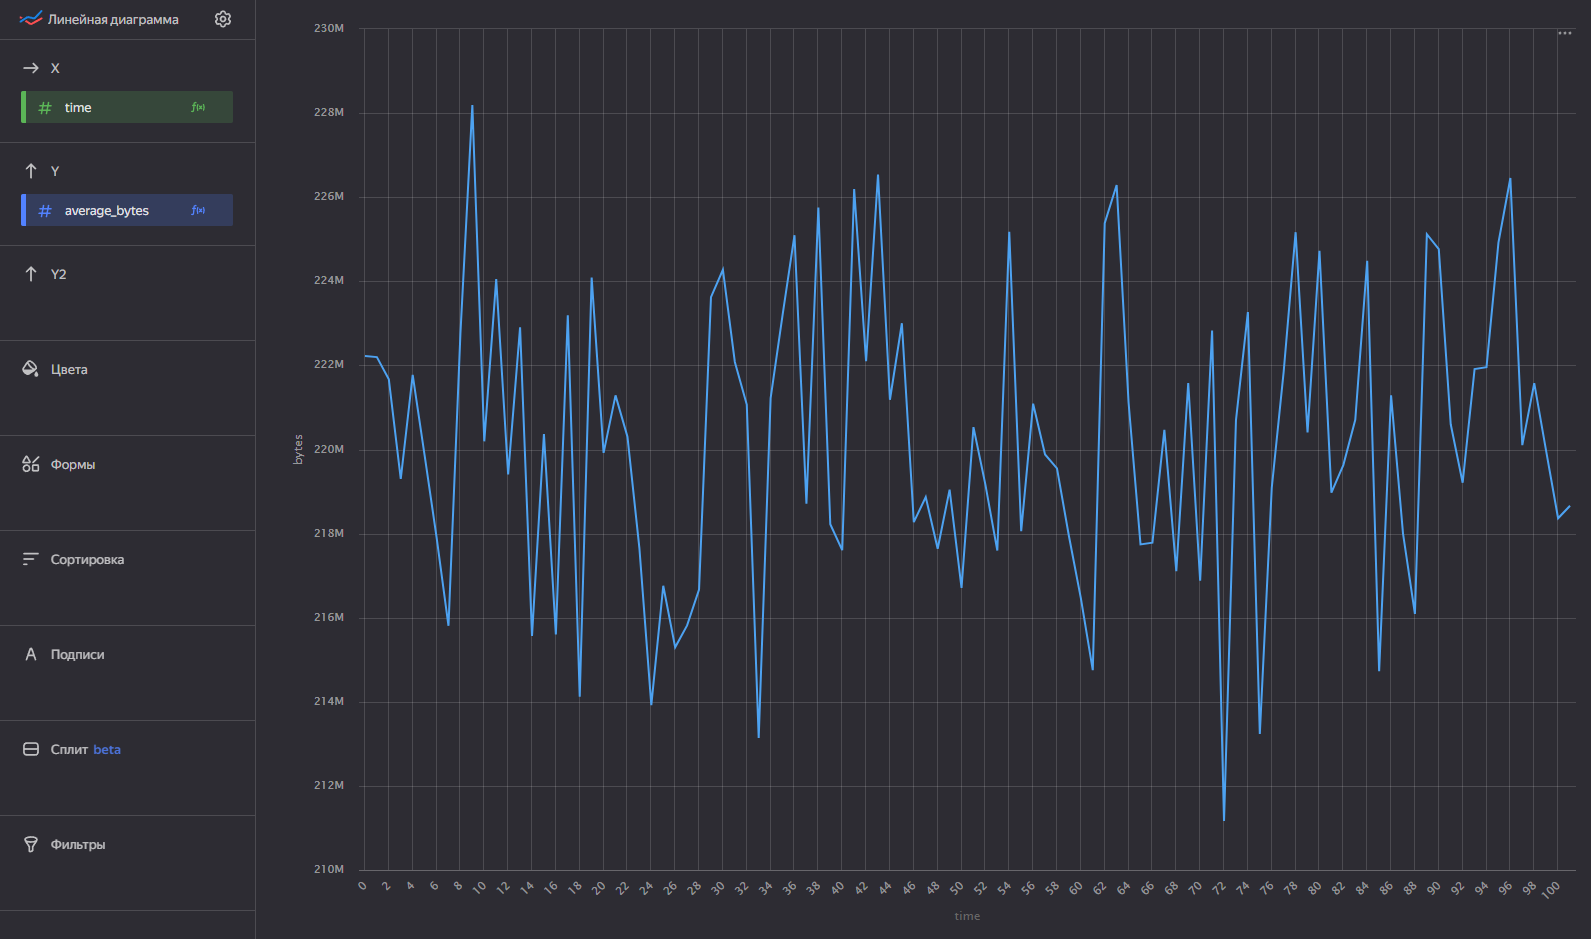 Линейная диаграмма
X
# time f(x)
Y
# average_bytes f(x)
Y2
Цвета
Формы
Сортировка
A Подписи
Сплит beta
Фильтры
230M
228M
226M
224M
222M
220M
218M
216M
214M
212M
210M
bytes
0 2 4 6 8 10 12 14 16 18 20 22 24 26 28 30 32 34 36 38 40 42 44 46 48 50 52 54 56 58 60 62 64 66 68 70 72 74 76 78 80 82 84 86 88 90 92 94 96 98 100
time